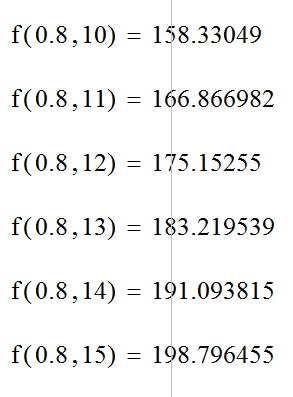 f(0.8,10) = 158.33049
f(0.8,11) = 166.866982
f(0.8,12) = 175.15255
f(0.8,13) = 183.219539
f(0.8,14) = 191.093815
f(0.8,15) = 198.796455